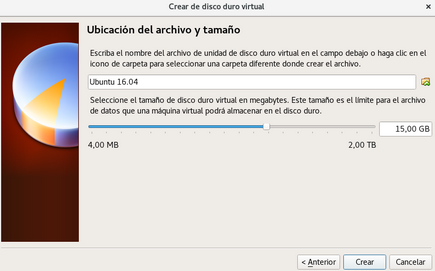 Crear de disco duro virtual
Ubicación del archivo y tamaño
Escriba el nombre del archivo de unidad de disco duro virtual en el campo debajo o haga clic en el
icono de carpeta para seleccionar una carpeta diferente donde crear el archivo.
Ubuntu 16.04
Seleccione el tamaño de disco duro virtual en megabytes. Este tamaño es el límite para el archivo
de datos que una máquina virtual podrá almacenar en el disco duro.
15,00 GB
4,00 MB 2,00 TB
< Anterior Crear Cancelar